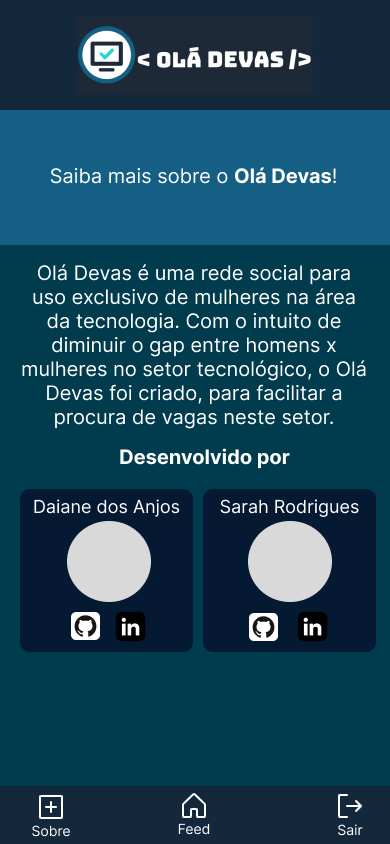 < OLÁ DEVAS />
Saiba mais sobre o Olá Devas!
Olá Devas é uma rede social para
uso exclusivo de mulheres na área
da tecnologia. Com o intuito de
diminuir o gap entre homens x
mulheres no setor tecnológico, o Olá
Devas foi criado, para facilitar a
procura de vagas neste setor.
Desenvolvido por
Daiane dos Anjos
Sarah Rodrigues
in
in
Sobre
Feed
Sair